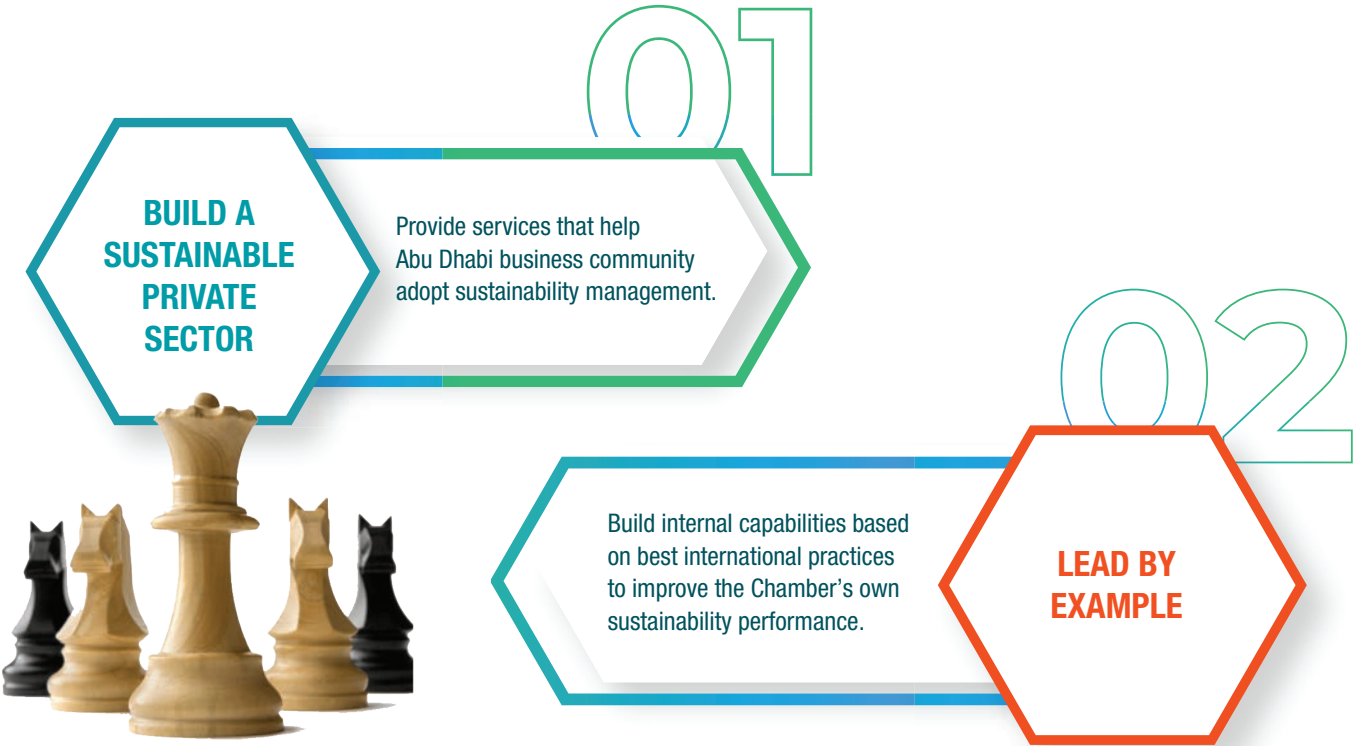 01
BUILD A
SUSTAINABLE
PRIVATE
SECTOR
Provide services that help
Abu Dhabi business community
adopt sustainability management.
02
Build internal capabilities based
on best international practices
to improve the Chamber’s own
sustainability performance.
LEAD BY
EXAMPLE